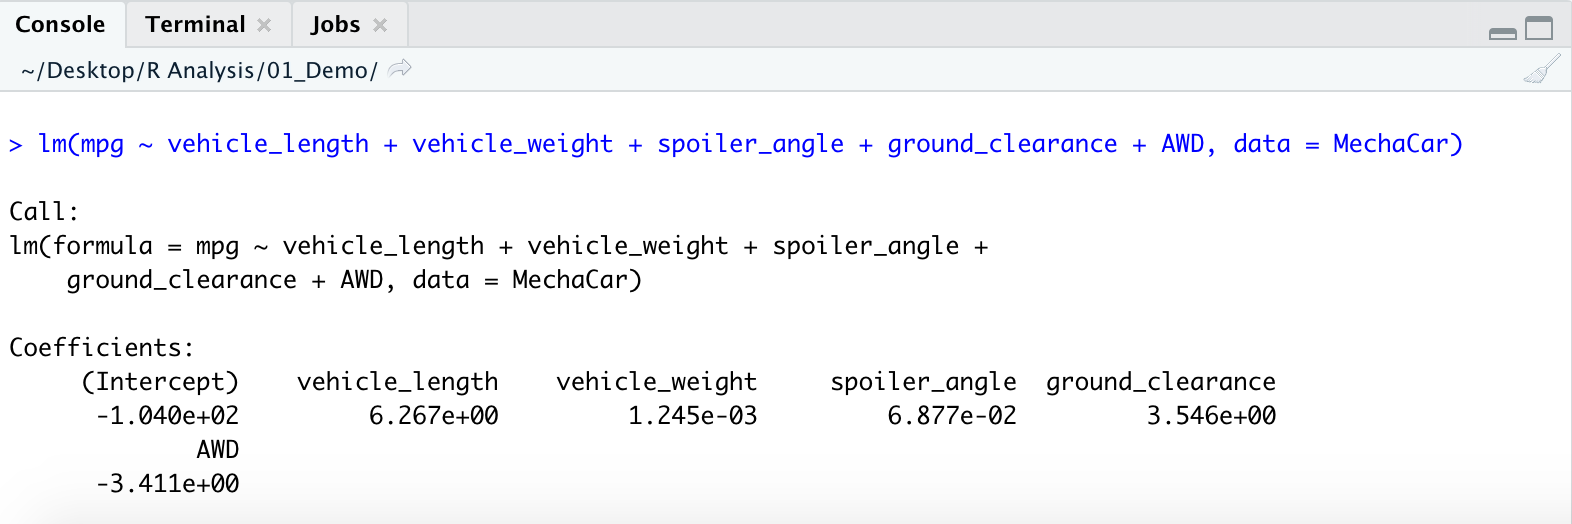 Console Terminal Jobs
~/Desktop/R Analysis/01_Demo/
> lm(mpg ~ vehicle_length + vehicle_weight + spoiler_angle + ground_clearance + AWD, data = MechaCar)
Call:
lm(formula = mpg ~ vehicle_length + vehicle_weight + spoiler_angle +
    ground_clearance + AWD, data = MechaCar)
Coefficients:
     (Intercept)    vehicle_length    vehicle_weight     spoiler_angle  ground_clearance
      -1.040e+02         6.267e+00         1.245e-03         6.877e-02         3.546e+00
             AWD
      -3.411e+00